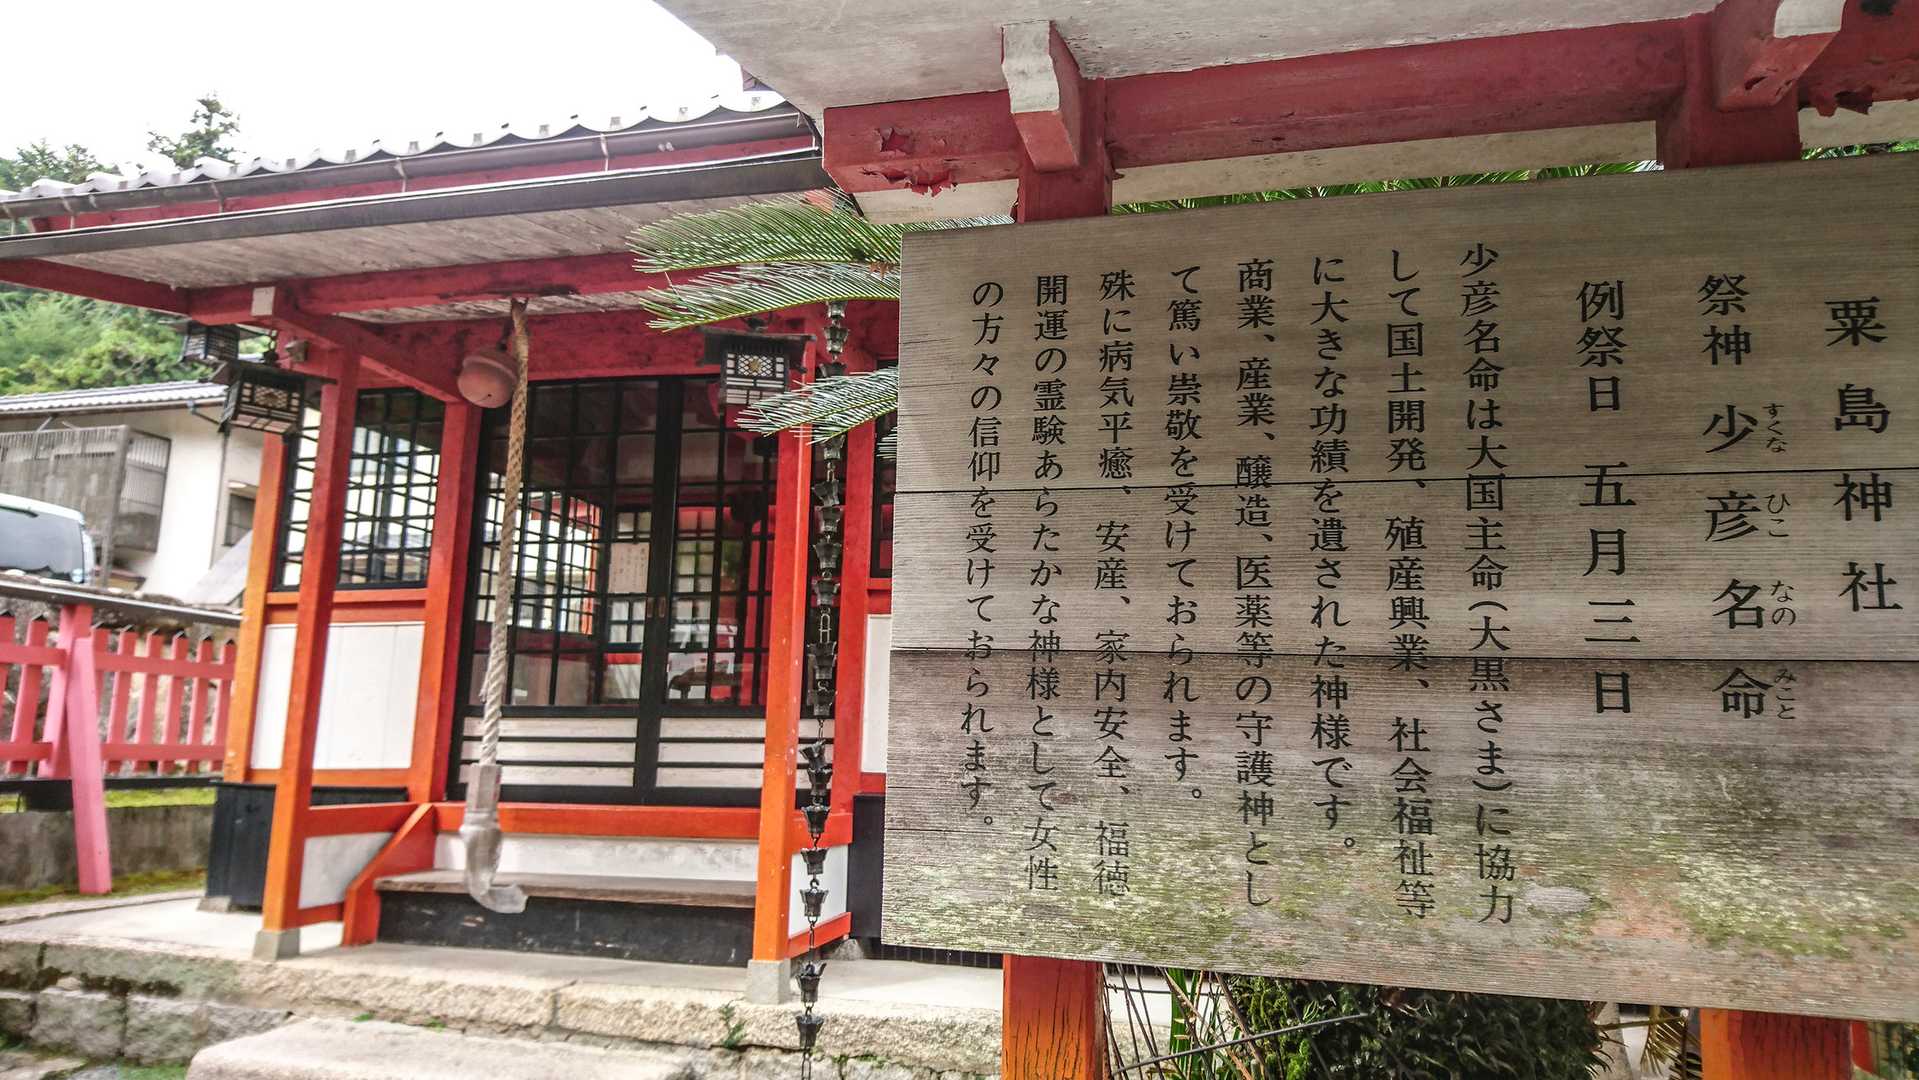 粟島神社
祭神 少彦名命
すくな ひこ なの みこと
例祭日 五月三日
少彦名命は大国主命(大黒さま)に協力
して国土開発、殖産興業、社会福祉等
に大きな功績を遺された神様です。
商業、産業、醸造、医薬等の守護神とし
て篤い崇敬を受けておられます。
殊に病気平癒、安産、家内安全、福徳
開運の霊験あらたかな神様として女性
の方々の信仰を受けておられます。